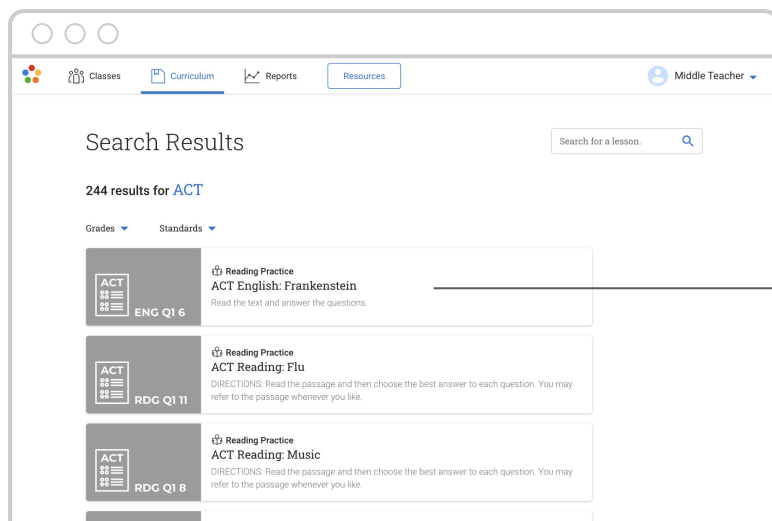 Classes
Curriculum
Reports
Resources
Middle Teacher
Search Results
Search for a lesson.
244 results for ACT
Grades
Standards
ACT
ENG Q1 6
Reading Practice
ACT English: Frankenstein
Read the text and answer the questions.
ACT
RDG Q1 11
Reading Practice
ACT Reading: Flu
DIRECTIONS: Read the passage and then choose the best answer to each question. You may
refer to the passage whenever you like.
ACT
RDG Q1 8
Reading Practice
ACT Reading: Music
DIRECTIONS: Read the passage and then choose the best answer to each question. You may
refer to the passage whenever you like.